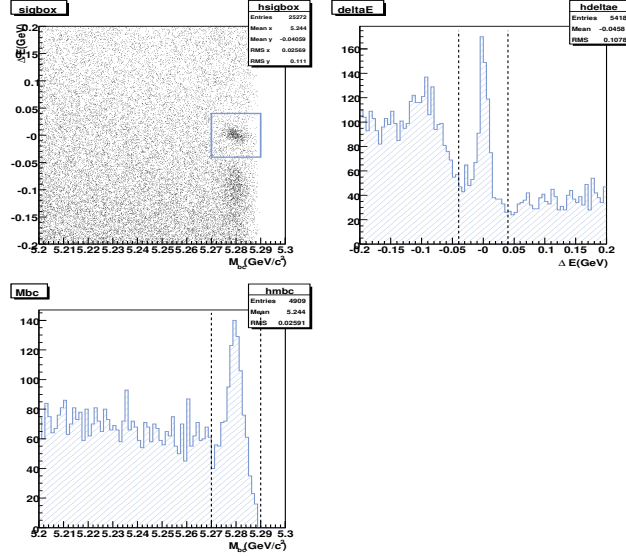 sigbox
hsigbox
Entries 25272
Mean x 5.244
Mean y -0.04059
RMS x 0.02569
RMS y 0.111
Δ E(GeV)
0.2
0.15
0.1
0.05
-0
-0.05
-0.1
-0.15
-0.2
5.2 5.21 5.22 5.23 5.24 5.25 5.26 5.27 5.28 5.29 5.3
M_bc(GeV/c²)
deltaE
hdeltae
Entries 5418
Mean -0.0458
RMS 0.1078
160
140
120
100
80
60
40
20
0
-0.2 -0.15 -0.1 -0.05 -0 0.05 0.1 0.15 0.2
Δ E(GeV)
Mbc
hmbc
Entries 4909
Mean 5.244
RMS 0.02591
140
120
100
80
60
40
20
0
5.2 5.21 5.22 5.23 5.24 5.25 5.26 5.27 5.28 5.29 5.3
M_bc(GeV/c²)